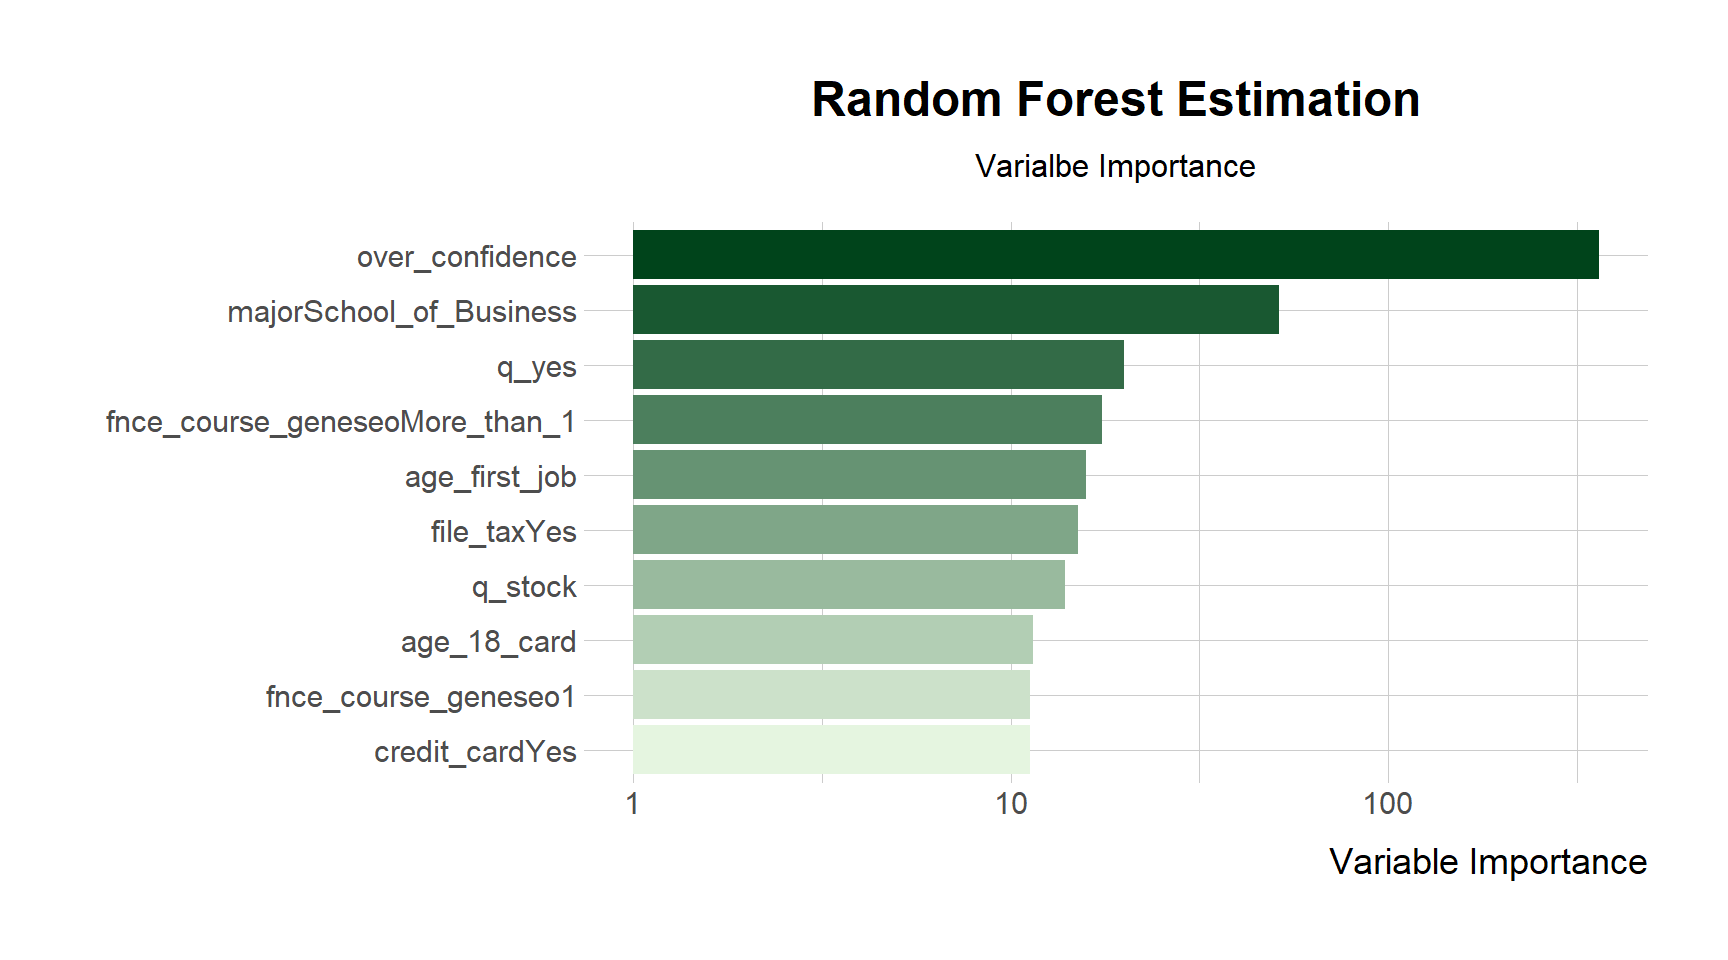 Random Forest Estimation
Varialbe Importance
over_confidence
majorSchool_of_Business
q_yes
fnce_course_geneseoMore_than_1
age_first_job
file_taxYes
q_stock
age_18_card
fnce_course_geneseo1
credit_cardYes
1 10 100
Variable Importance